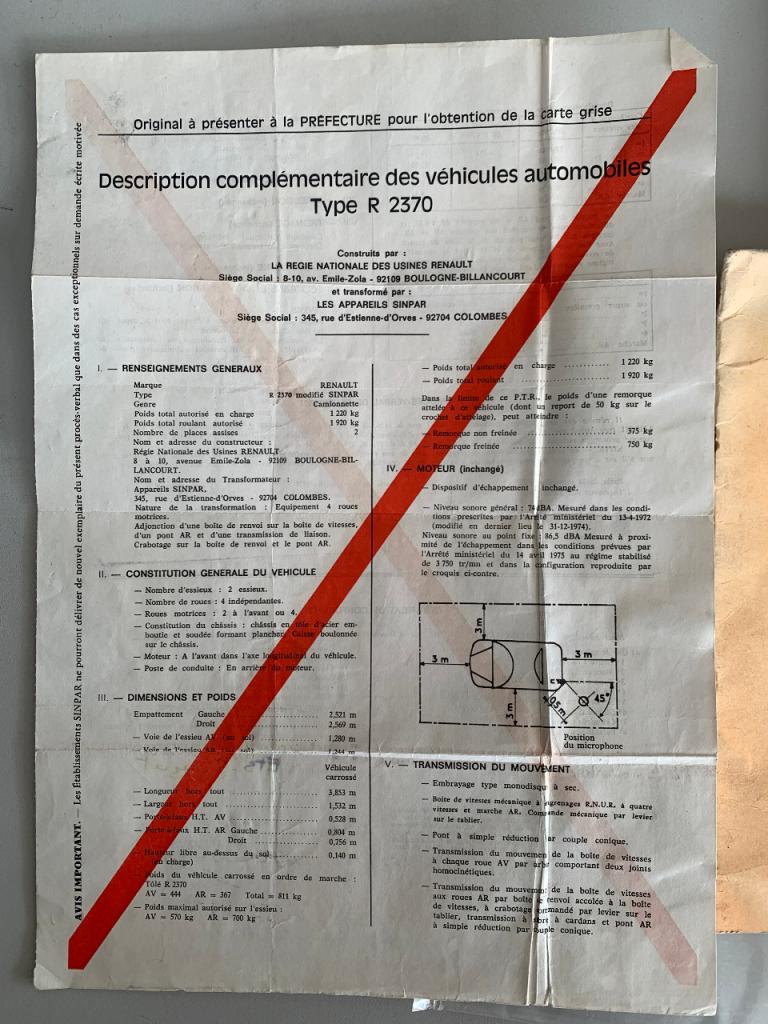 Original à présenter à la PRÉFECTURE pour l'obtention de la carte grise
Description complémentaire des véhicules automobiles
Type R 2370
Construits par :
LA REGIE NATIONALE DES USINES RENAULT
Siège Social : 8-10, av. Emile-Zola - 92109 BOULOGNE-BILLANCOURT
et transformé par :
LES APPAREILS SINPAR
Siège Social : 345, rue d'Estienne-d'Orves - 92704 COLOMBES
AVIS IMPORTANT. — Les Établissements SINPAR ne pourront délivrer de nouvel exemplaire du présent procès-verbal que dans des cas exceptionnels sur demande écrite motivée
I. — RENSEIGNEMENTS GENERAUX
Marque RENAULT
Type R 2370 modifié SINPAR
Genre Camionnette
Poids total autorisé en charge 1 220 kg
Poids total roulant autorisé 1 920 kg
Nombre de places assises 2
Nom et adresse du constructeur :
Régie Nationale des Usines RENAULT
8 à 10, avenue Emile-Zola - 92109 BOULOGNE-BIL-
LANCOURT.
Nom et adresse du Transformateur :
Appareils SINPAR,
345, rue d'Estienne-d'Orves - 92704 COLOMBES.
Nature de la transformation : Equipement 4 roues
motrices.
Adjonction d'une boîte de renvoi sur la boîte de vitesses,
d'un pont AR et d'une transmission de liaison.
Crabotage sur la boîte de renvoi et le pont AR.
II. — CONSTITUTION GENERALE DU VEHICULE
— Nombre d'essieux : 2 essieux.
— Nombre de roues : 4 indépendantes.
— Roues motrices : 2 à l'avant ou 4.
— Constitution du châssis : châssis en tôle d'acier em-
boutie et soudée formant plancher. Caisse boulonnée
sur le châssis.
— Moteur : A l'avant dans l'axe longitudinal du véhicule.
— Poste de conduite : En arrière du moteur.
III. — DIMENSIONS ET POIDS
Empattement Gauche 2,521 m
Droit 2,569 m
— Voie de l'essieu AV (au sol) 1,280 m
— Voie de l'essieu AR (au sol) 1,244 m
Véhicule
carrossé
— Longueur hors tout 3,853 m
— Largeur hors tout 1,532 m
— Porte-à-faux H.T. AV 0,528 m
— Porte-à-faux H.T. AR Gauche 0,804 m
Droit 0,756 m
— Hauteur libre au-dessus du sol 0,140 m
(en charge)
— Poids du véhicule carrossé en ordre de marche :
Tôlé R 2370
AV = 444 AR = 367 Total = 811 kg
— Poids maximal autorisé sur l'essieu :
AV = 570 kg AR = 700 kg
— Poids total autorisé en charge 1 220 kg
— Poids total roulant 1 920 kg
Dans la limite de ce P.T.R., le poids d'une remorque
attelée à ce véhicule (dont un report de 50 kg sur le
crochet d'attelage), peut atteindre :
— Remorque non freinée 375 kg
— Remorque freinée 750 kg
IV. — MOTEUR (inchangé)
— Dispositif d'échappement inchangé.
— Niveau sonore général : 74 dBA. Mesuré dans les condi-
tions prescrites par l'Arrêté ministériel du 13-4-1972
(modifié en dernier lieu le 31-12-1974).
Niveau sonore au point fixe : 86,5 dBA Mesuré à proxi-
mité de l'échappement dans les conditions prévues par
l'Arrêté ministériel du 14 avril 1975 au régime stabilisé
de 3 750 tr/mn et dans la configuration reproduite par
le croquis ci-contre.
3 m
3 m
3 m
3 m
0,5 m
45°
Position
du microphone
V. — TRANSMISSION DU MOUVEMENT
— Embrayage type monodisque à sec.
— Boîte de vitesses mécanique à engrenages R.N.U.R. à quatre
vitesses et marche AR. Commande mécanique par levier
sur le tablier.
— Pont à simple réduction par couple conique.
— Transmission du mouvement de la boîte de vitesses
à chaque roue AV par arbre comportant deux joints
homocinétiques.
— Transmission du mouvement de la boîte de vitesses
aux roues AR par boîte de renvoi accolée à la boîte
de vitesses, à crabotage commandé par levier sur le
tablier, transmission à cardans et pont AR
à simple réduction par couple conique.